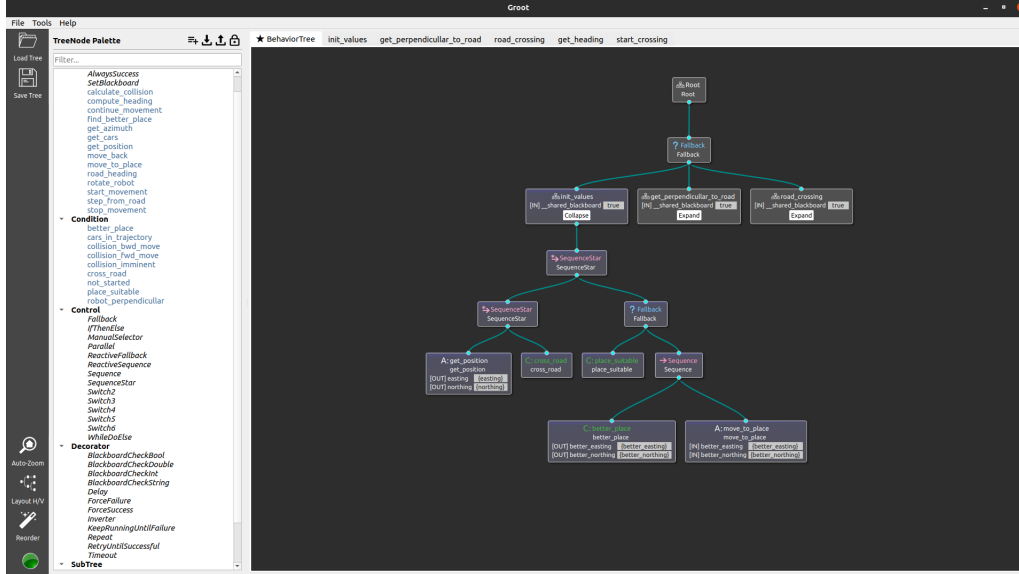 Groot
File Tools Help
Load Tree
Save Tree
Auto-Zoom
Layout H/V
Reorder
TreeNode Palette
Filter...
AlwaysSuccess
SetBlackboard
calculate_collision
compute_heading
continue_movement
find_better_place
get_azimuth
get_cars
get_position
move_back
move_to_place
road_heading
rotate_robot
start_movement
step_from_road
stop_movement
Condition
better_place
cars_in_trajectory
collision_bwd_move
collision_fwd_move
collision_imminent
cross_road
not_started
place_suitable
robot_perpendicullar
Control
Fallback
IfThenElse
ManualSelector
Parallel
ReactiveFallback
ReactiveSequence
Sequence
SequenceStar
Switch2
Switch3
Switch4
Switch5
Switch6
WhileDoElse
Decorator
BlackboardCheckBool
BlackboardCheckDouble
BlackboardCheckInt
BlackboardCheckString
Delay
ForceFailure
ForceSuccess
Inverter
KeepRunningUntilFailure
Repeat
RetryUntilSuccessful
Timeout
SubTree
★ BehaviorTree init_values get_perpendicullar_to_road road_crossing get_heading start_crossing
Root
Root
? Fallback
Fallback
init_values
[IN] __shared_blackboard true
Collapse
get_perpendicullar_to_road
[IN] __shared_blackboard true
Expand
road_crossing
[IN] __shared_blackboard true
Expand
SequenceStar
SequenceStar
SequenceStar
SequenceStar
? Fallback
Fallback
A: get_position
get_position
[OUT] easting {easting}
[OUT] northing {northing}
C: cross_road
cross_road
C: place_suitable
place_suitable
Sequence
Sequence
C: better_place
better_place
[OUT] better_easting {better_easting}
[OUT] better_northing {better_northing}
A: move_to_place
move_to_place
[IN] better_easting {better_easting}
[IN] better_northing {better_northing}